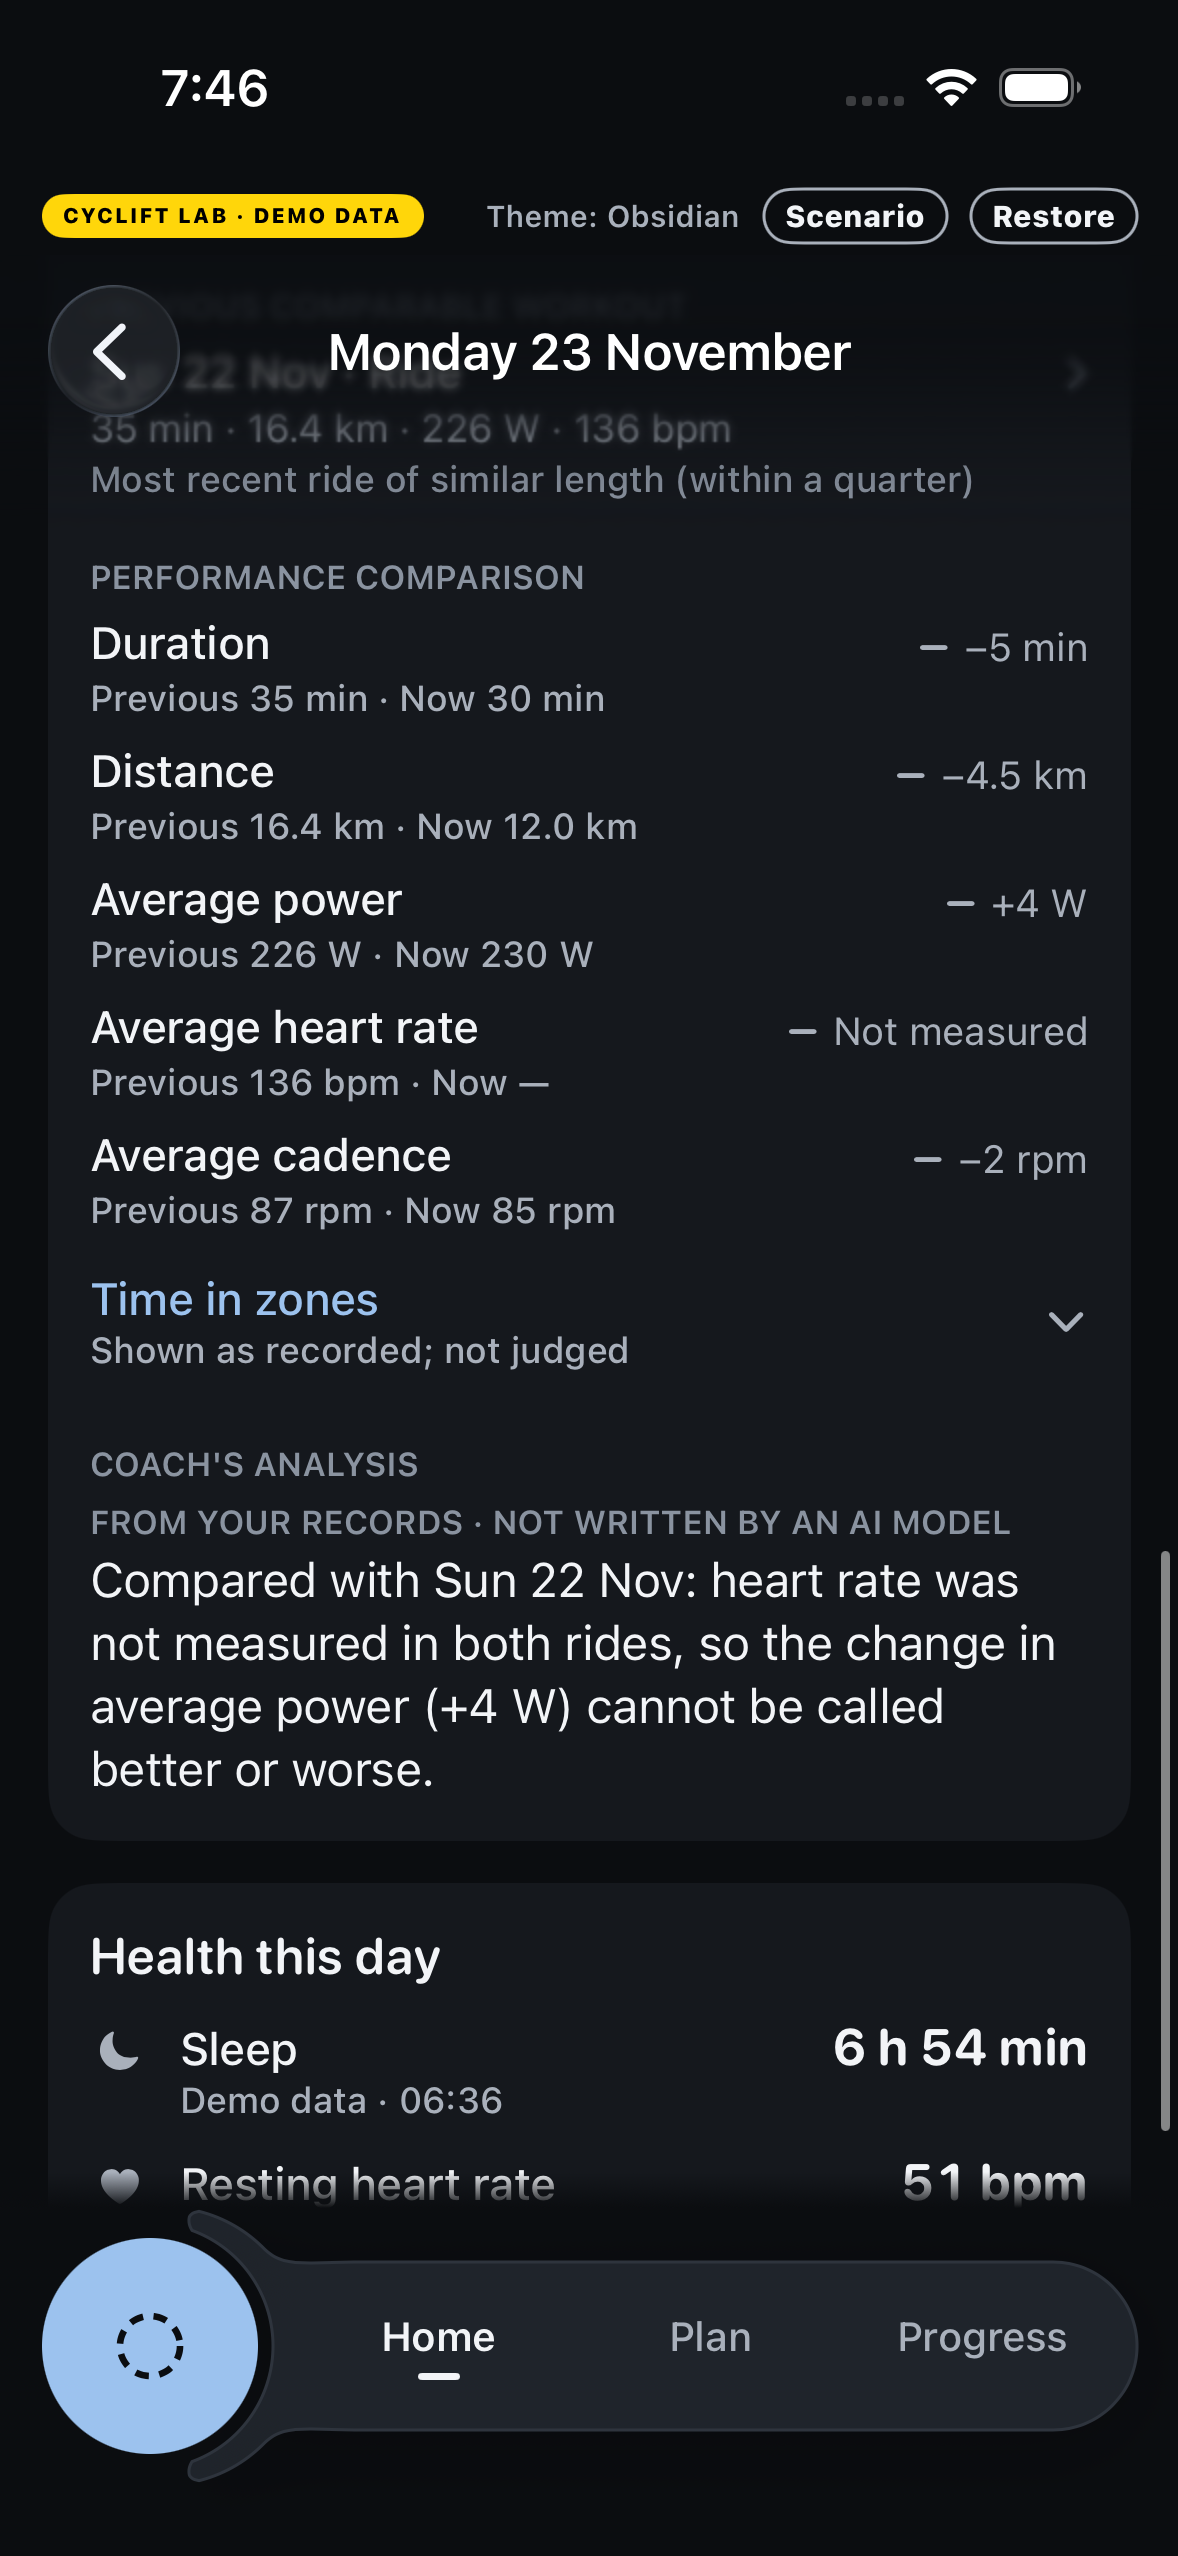 7:46
CYCLIFT LAB · DEMO DATA
Theme: Obsidian
Scenario
Restore
COMPARABLE WORKOUT
Monday 23 November
22 Nov · Ride
35 min · 16.4 km · 226 W · 136 bpm
Most recent ride of similar length (within a quarter)
PERFORMANCE COMPARISON
Duration
−5 min
Previous 35 min · Now 30 min
Distance
−4.5 km
Previous 16.4 km · Now 12.0 km
Average power
+4 W
Previous 226 W · Now 230 W
Average heart rate
Not measured
Previous 136 bpm · Now —
Average cadence
−2 rpm
Previous 87 rpm · Now 85 rpm
Time in zones
Shown as recorded; not judged
COACH'S ANALYSIS
FROM YOUR RECORDS · NOT WRITTEN BY AN AI MODEL
Compared with Sun 22 Nov: heart rate was
not measured in both rides, so the change in
average power (+4 W) cannot be called
better or worse.
Health this day
Sleep
6 h 54 min
Demo data · 06:36
Resting heart rate
51 bpm
Home
Plan
Progress